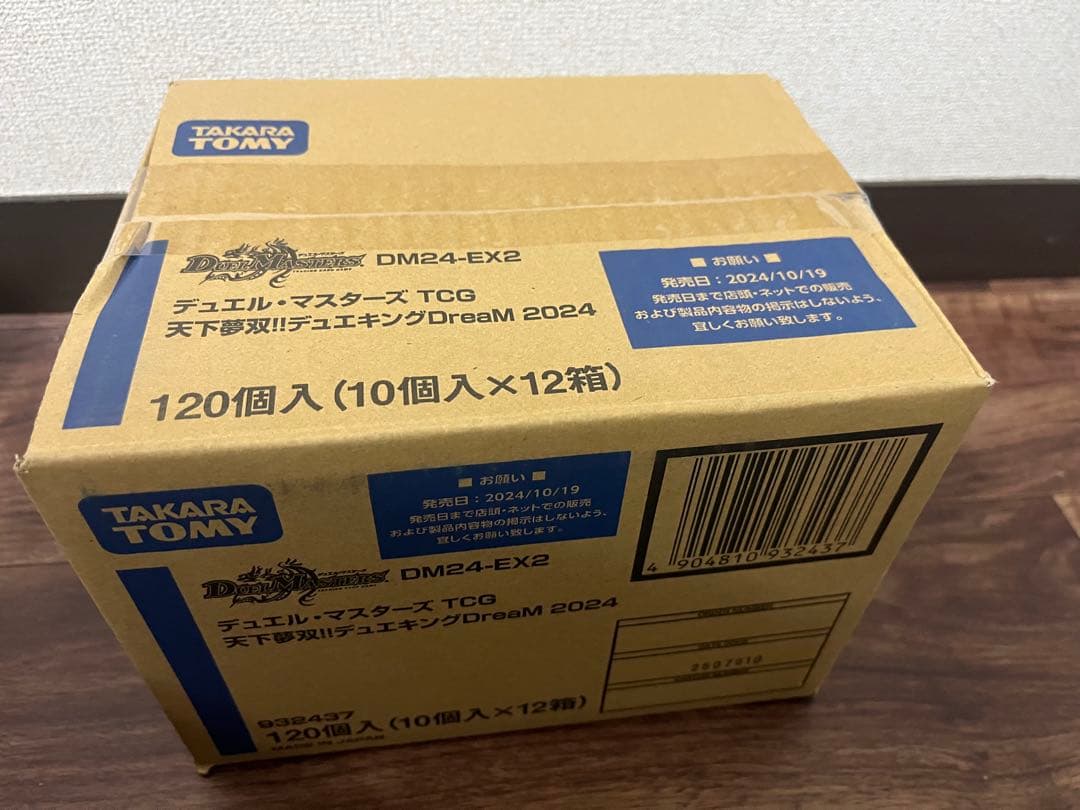 TAKARA
TOMY
DUEL MASTERS DM24-EX2
デュエル・マスターズ TCG
天下夢双!!デュエキングDreaM 2024
120個入(10個入×12箱)
■ お願い ■
発売日:2024/10/19
発売日まで店頭・ネットでの販売
および製品内容物の掲示はしないよう、
宜しくお願い致します。
TAKARA
TOMY
■ お願い ■
発売日:2024/10/19
発売日まで店頭・ネットでの販売
および製品内容物の掲示はしないよう、
宜しくお願い致します。
4 904810 932437
DUEL MASTERS DM24-EX2
デュエル・マスターズ TCG
天下夢双!!デュエキングDreaM 2024
932437
120個入(10個入×12箱)
MADE IN JAPAN